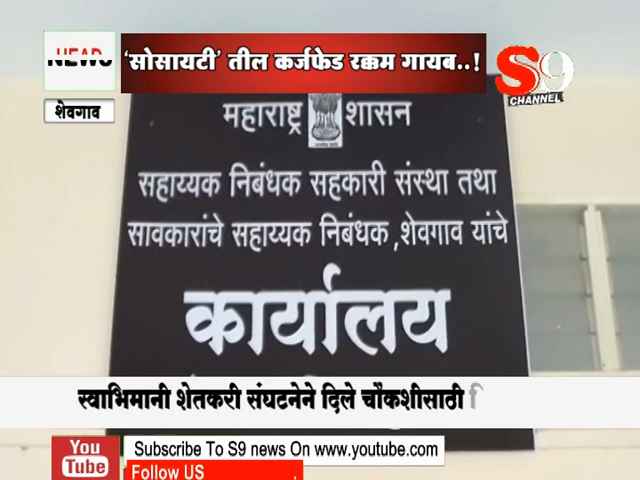 NEWS
'सोसायटी' तील कर्जफेड रक्कम गायब..!
S9
CHANNEL
शेवगाव
महाराष्ट्र शासन
सहाय्यक निबंधक सहकारी संस्था तथा
सावकारांचे सहाय्यक निबंधक,शेवगाव यांचे
कार्यालय
स्वाभिमानी शेतकरी संघटनेने दिले चोंकशीसाठी
You Tube
Subscribe To S9 news On www.youtube.com
Follow US